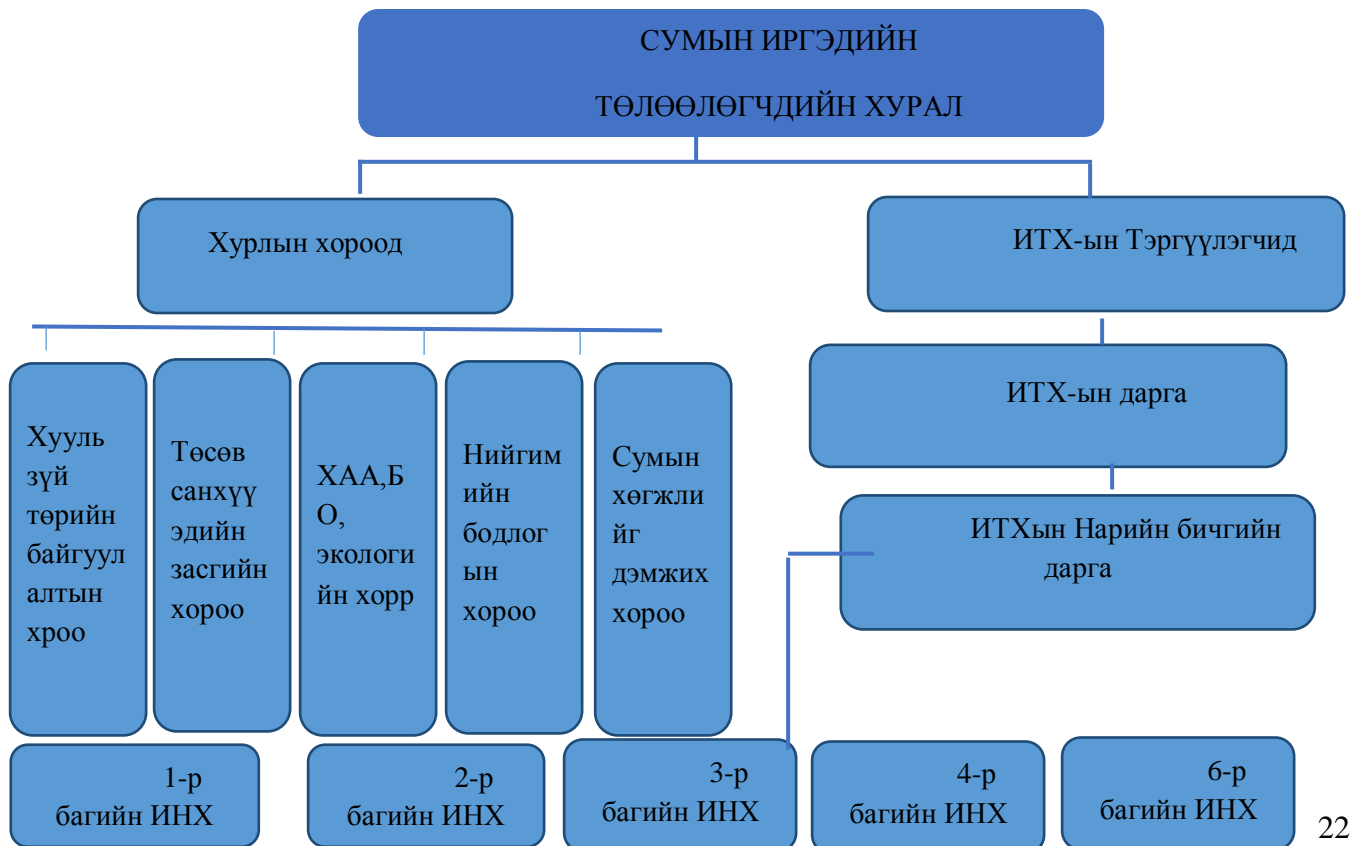 СУМЫН ИРГЭДИЙН
ТӨЛӨӨЛӨГЧДИЙН ХУРАЛ
Хурлын хороод
ИТХ-ын Тэргүүлэгчид
ИТХ-ын дарга
ИТХын Нарийн бичгийн
дарга
Хууль
зүй
төрийн
байгуул
алтын
хроо
Төсөв
санхүү
эдийн
засгийн
хороо
ХАА,Б
О,
экологи
йн хорр
Нийгим
ийн
бодлог
ын
хороо
Сумын
хөгжли
йг
дэмжих
хороо
1-р
багийн ИНХ
2-р
багийн ИНХ
3-р
багийн ИНХ
4-р
багийн ИНХ
6-р
багийн ИНХ
22